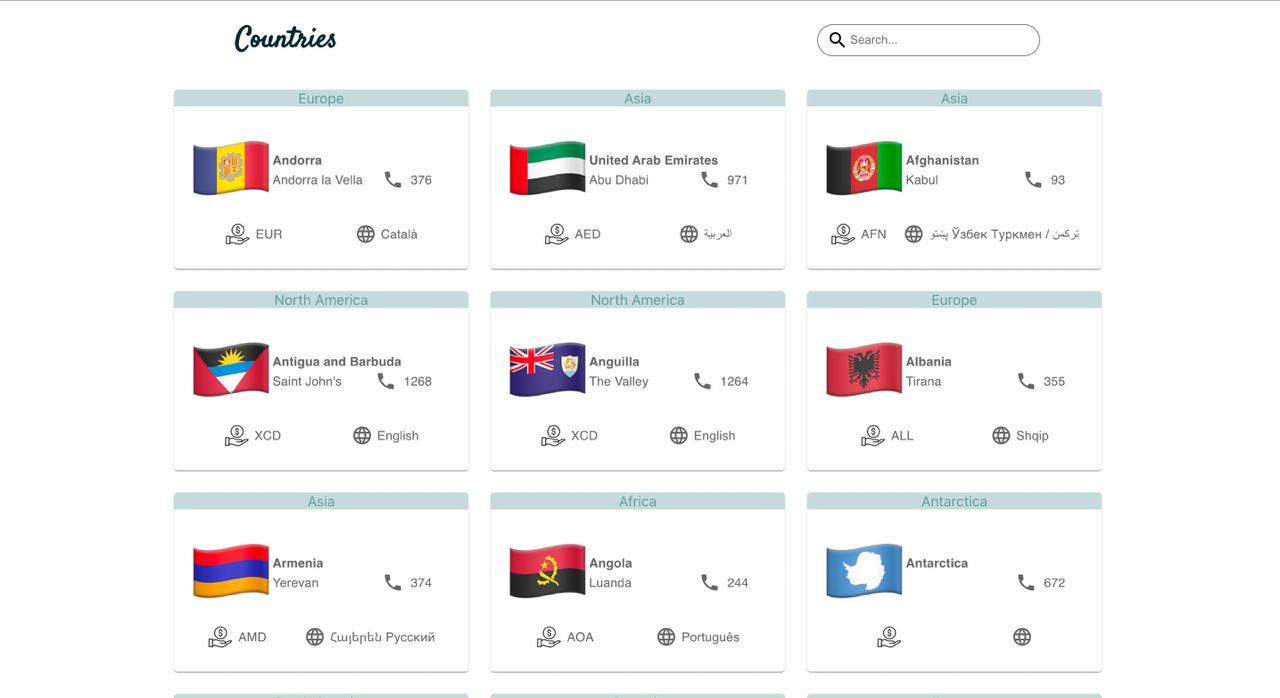 Countries
Search...
Europe
Andorra
Andorra la Vella 376
EUR Català
Asia
United Arab Emirates
Abu Dhabi 971
AED العربية
Asia
Afghanistan
Kabul 93
AFN پښتو Ўзбек Туркмен / تركمن
North America
Antigua and Barbuda
Saint John's 1268
XCD English
North America
Anguilla
The Valley 1264
XCD English
Europe
Albania
Tirana 355
ALL Shqip
Asia
Armenia
Yerevan 374
AMD Հայերեն Русский
Africa
Angola
Luanda 244
AOA Português
Antarctica
Antarctica
672